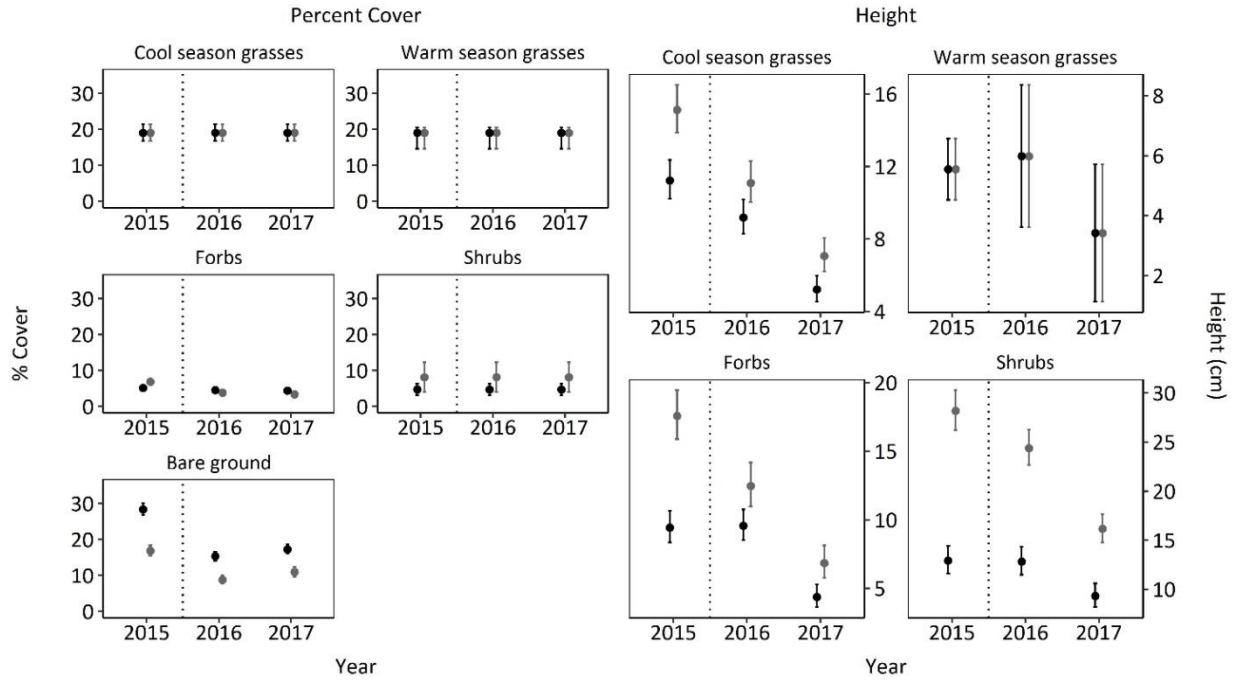 Percent Cover
Height
Cool season grasses
Warm season grasses
30
20
10
0
2015 2016 2017
30
20
10
0
2015 2016 2017
Forbs
Shrubs
30
20
10
0
2015 2016 2017
30
20
10
0
2015 2016 2017
Bare ground
30
20
10
0
2015 2016 2017
% Cover
Year
Cool season grasses
Warm season grasses
16
12
8
4
2015 2016 2017
8
6
4
2
2015 2016 2017
Forbs
Shrubs
20
15
10
5
2015 2016 2017
30
25
20
15
10
2015 2016 2017
Height (cm)
Year